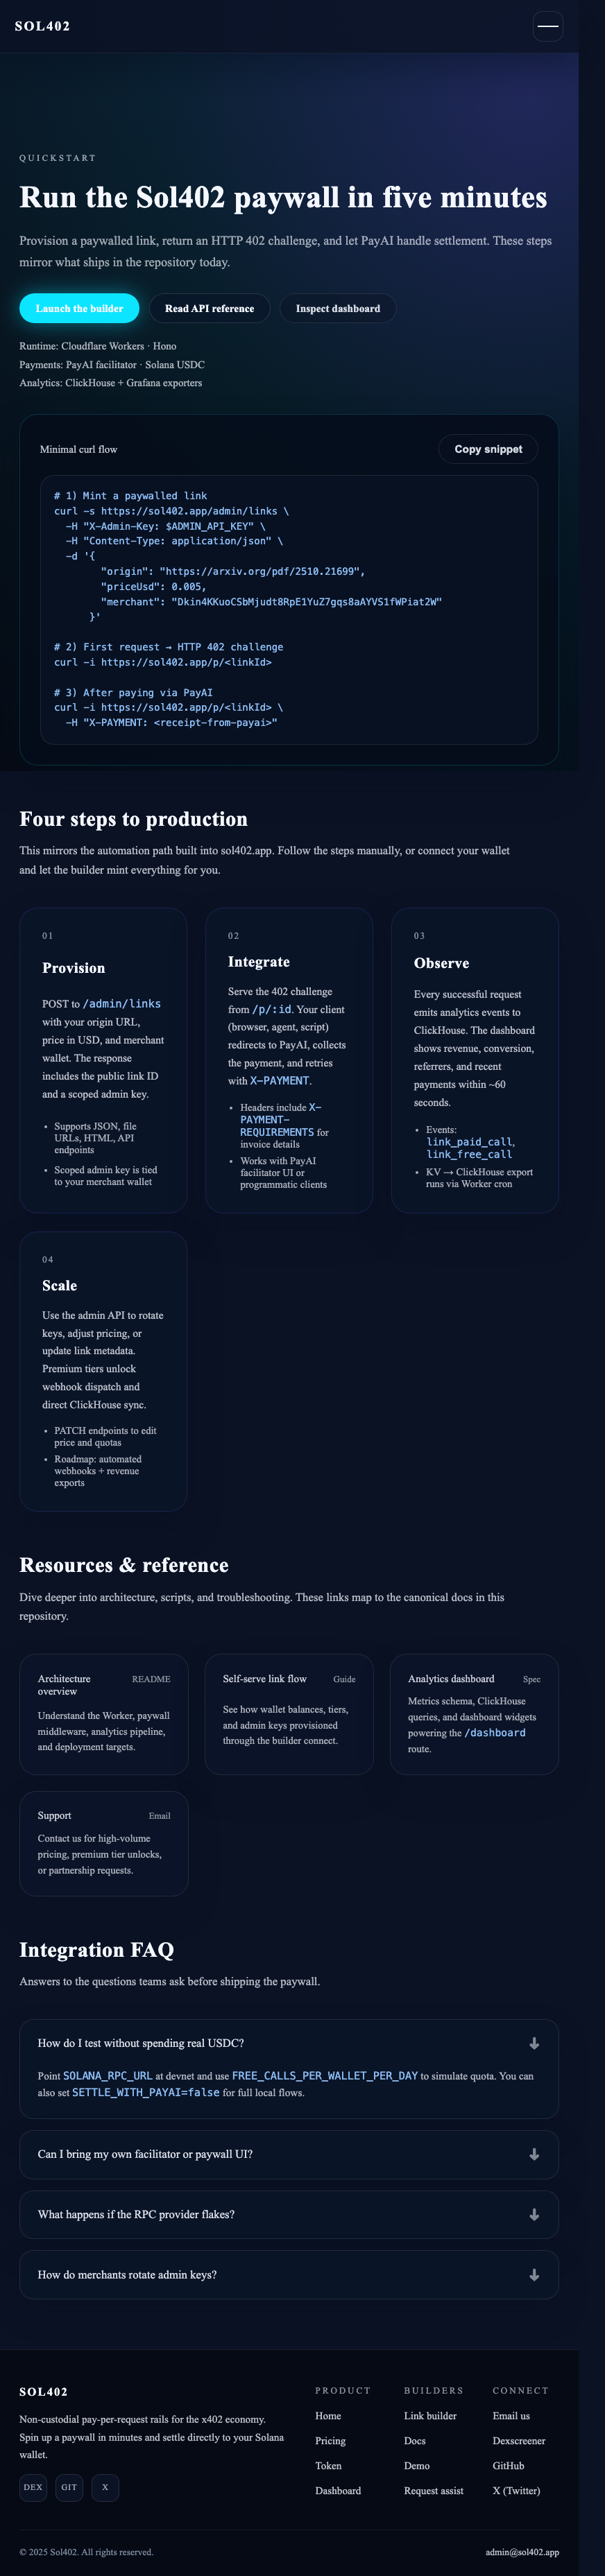 SOL402
QUICKSTART
Run the Sol402 paywall in five minutes
Provision a paywalled link, return an HTTP 402 challenge, and let PayAI handle settlement. These steps
mirror what ships in the repository today.
Launch the builder
Read API reference
Inspect dashboard
Runtime: Cloudflare Workers · Hono
Payments: PayAI facilitator · Solana USDC
Analytics: ClickHouse + Grafana exporters
Minimal curl flow
Copy snippet
# 1) Mint a paywalled link
curl -s https://sol402.app/admin/links \
-H "X-Admin-Key: $ADMIN_API_KEY" \
-H "Content-Type: application/json" \
-d '{
"origin": "https://arxiv.org/pdf/2510.21699",
"priceUsd": 0.005,
"merchant": "Dkin4KKuoCSbMjudt8RpE1YuZ7gqs8aAYVS1fWPiat2W"
}'
# 2) First request → HTTP 402 challenge
curl -i https://sol402.app/p/<linkId>
# 3) After paying via PayAI
curl -i https://sol402.app/p/<linkId> \
-H "X-PAYMENT: <receipt-from-payai>"
Four steps to production
This mirrors the automation path built into sol402.app. Follow the steps manually, or connect your wallet
and let the builder mint everything for you.
01
Provision
POST to /admin/links
with your origin URL,
price in USD, and merchant
wallet. The response
includes the public link ID
and a scoped admin key.
• Supports JSON, file
URLs, HTML, API
endpoints
• Scoped admin key is tied
to your merchant wallet
02
Integrate
Serve the 402 challenge
from /p/:id. Your client
(browser, agent, script)
redirects to PayAI, collects
the payment, and retries
with X-PAYMENT.
• Headers include X-
PAYMENT-
REQUIREMENTS for
invoice details
• Works with PayAI
facilitator UI or
programmatic clients
03
Observe
Every successful request
emits analytics events to
ClickHouse. The dashboard
shows revenue, conversion,
referrers, and recent
payments within ~60
seconds.
• Events:
link_paid_call,
link_free_call
• KV → ClickHouse export
runs via Worker cron
04
Scale
Use the admin API to rotate
keys, adjust pricing, or
update link metadata.
Premium tiers unlock
webhook dispatch and
direct ClickHouse sync.
• PATCH endpoints to edit
price and quotas
• Roadmap: automated
webhooks + revenue
exports
Resources & reference
Dive deeper into architecture, scripts, and troubleshooting. These links map to the canonical docs in this
repository.
Architecture
overview
README
Understand the Worker, paywall
middleware, analytics pipeline,
and deployment targets.
Self-serve link flow
Guide
See how wallet balances, tiers,
and admin keys provisioned
through the builder connect.
Analytics dashboard
Spec
Metrics schema, ClickHouse
queries, and dashboard widgets
powering the /dashboard
route.
Support
Email
Contact us for high-volume
pricing, premium tier unlocks,
or partnership requests.
Integration FAQ
Answers to the questions teams ask before shipping the paywall.
How do I test without spending real USDC?
Point SOLANA_RPC_URL at devnet and use FREE_CALLS_PER_WALLET_PER_DAY to simulate quota. You can
also set SETTLE_WITH_PAYAI=false for full local flows.
Can I bring my own facilitator or paywall UI?
What happens if the RPC provider flakes?
How do merchants rotate admin keys?
SOL402
Non-custodial pay-per-request rails for the x402 economy.
Spin up a paywall in minutes and settle directly to your Solana
wallet.
DEX
GIT
X
PRODUCT
Home
Pricing
Token
Dashboard
BUILDERS
Link builder
Docs
Demo
Request assist
CONNECT
Email us
Dexscreener
GitHub
X (Twitter)
© 2025 Sol402. All rights reserved.
admin@sol402.app